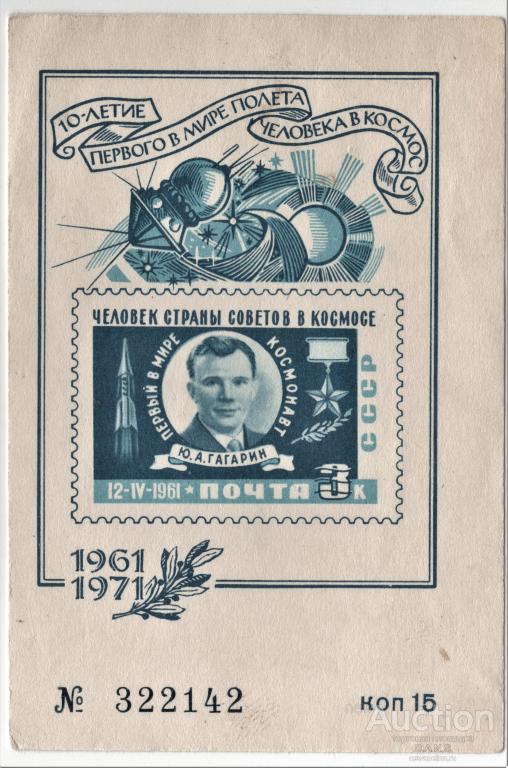 10-ЛЕТИЕ
ПЕРВОГО В МИРЕ ПОЛЕТА
ЧЕЛОВЕКА В КОСМОС
ЧЕЛОВЕК СТРАНЫ СОВЕТОВ В КОСМОСЕ
ПЕРВЫЙ В МИРЕ
КОСМОНАВТ
Ю.А.ГАГАРИН
СССР
12-IV-1961 ★ ПОЧТА 3 К
1961
1971
№ 322142
коп 15
Auction